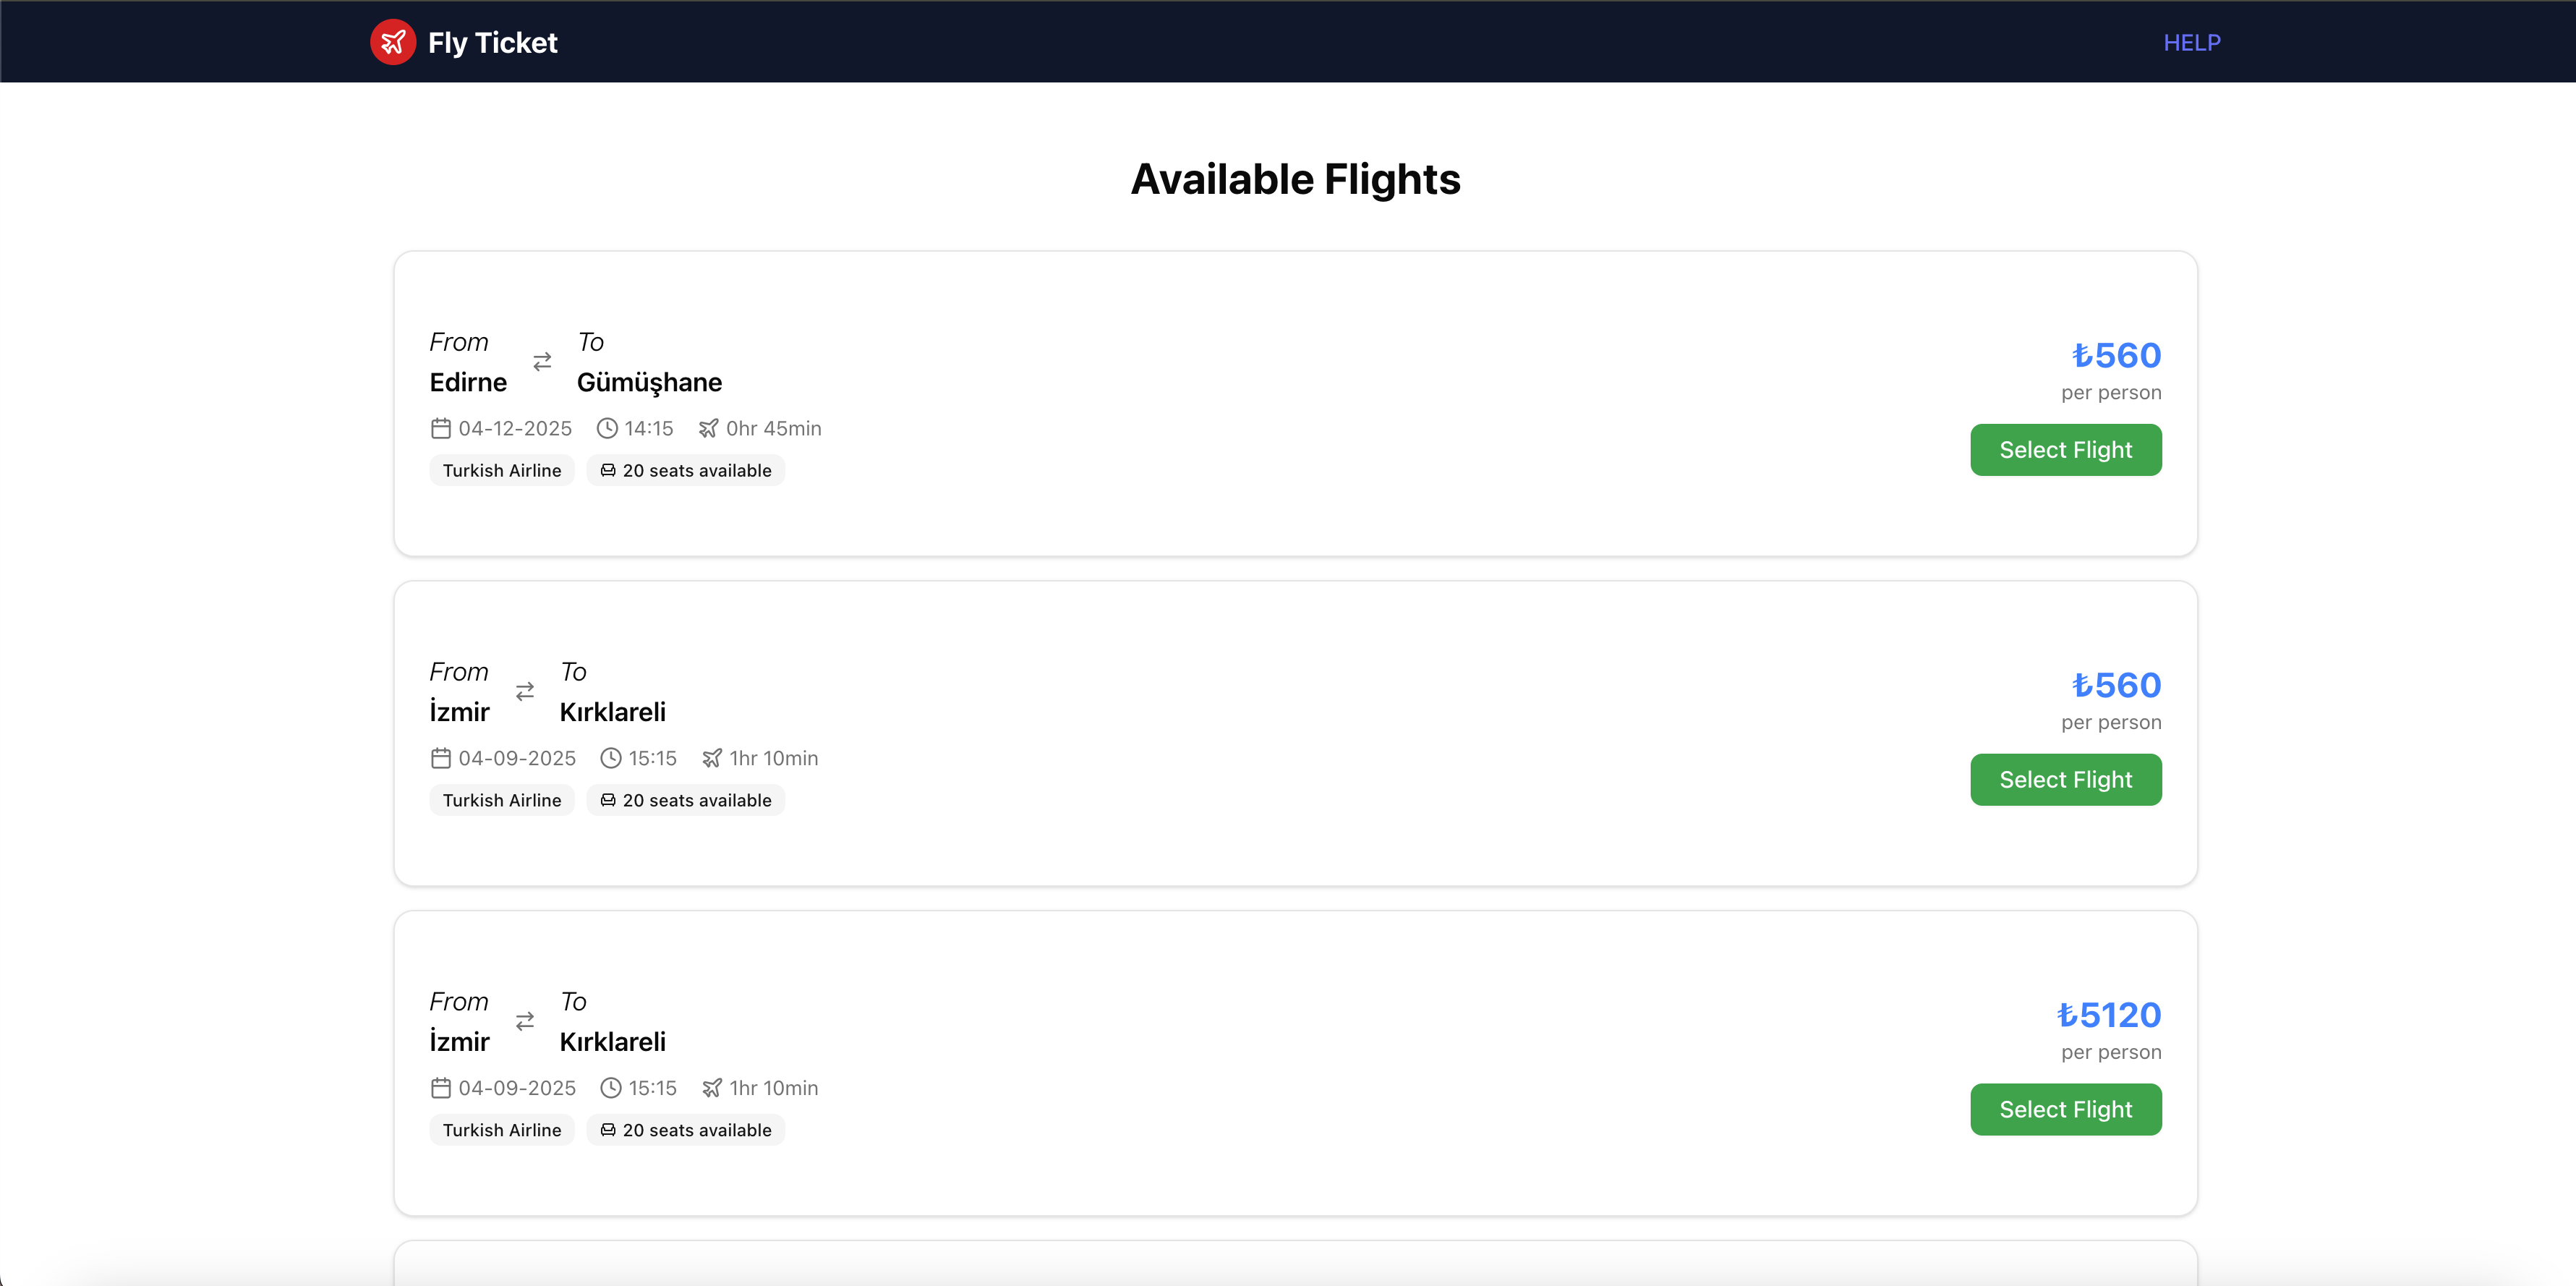 Fly Ticket
HELP
Available Flights
From To
Edirne Gümüşhane
04-12-2025 14:15 0hr 45min
Turkish Airline 20 seats available
₺560
per person
Select Flight
From To
İzmir Kırklareli
04-09-2025 15:15 1hr 10min
Turkish Airline 20 seats available
₺560
per person
Select Flight
From To
İzmir Kırklareli
04-09-2025 15:15 1hr 10min
Turkish Airline 20 seats available
₺5120
per person
Select Flight